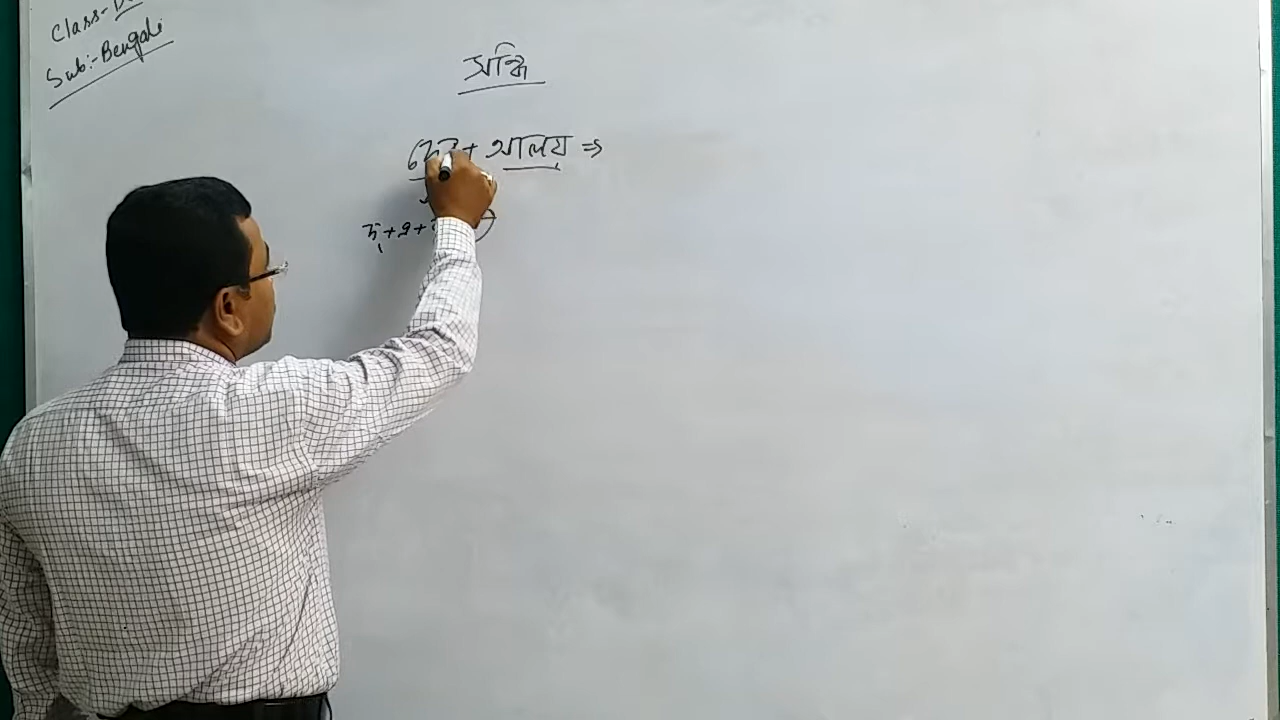 Class:-
Sub:-Bengali
সন্ধি
দেব + আলয় ⇒
দ্ + এ +